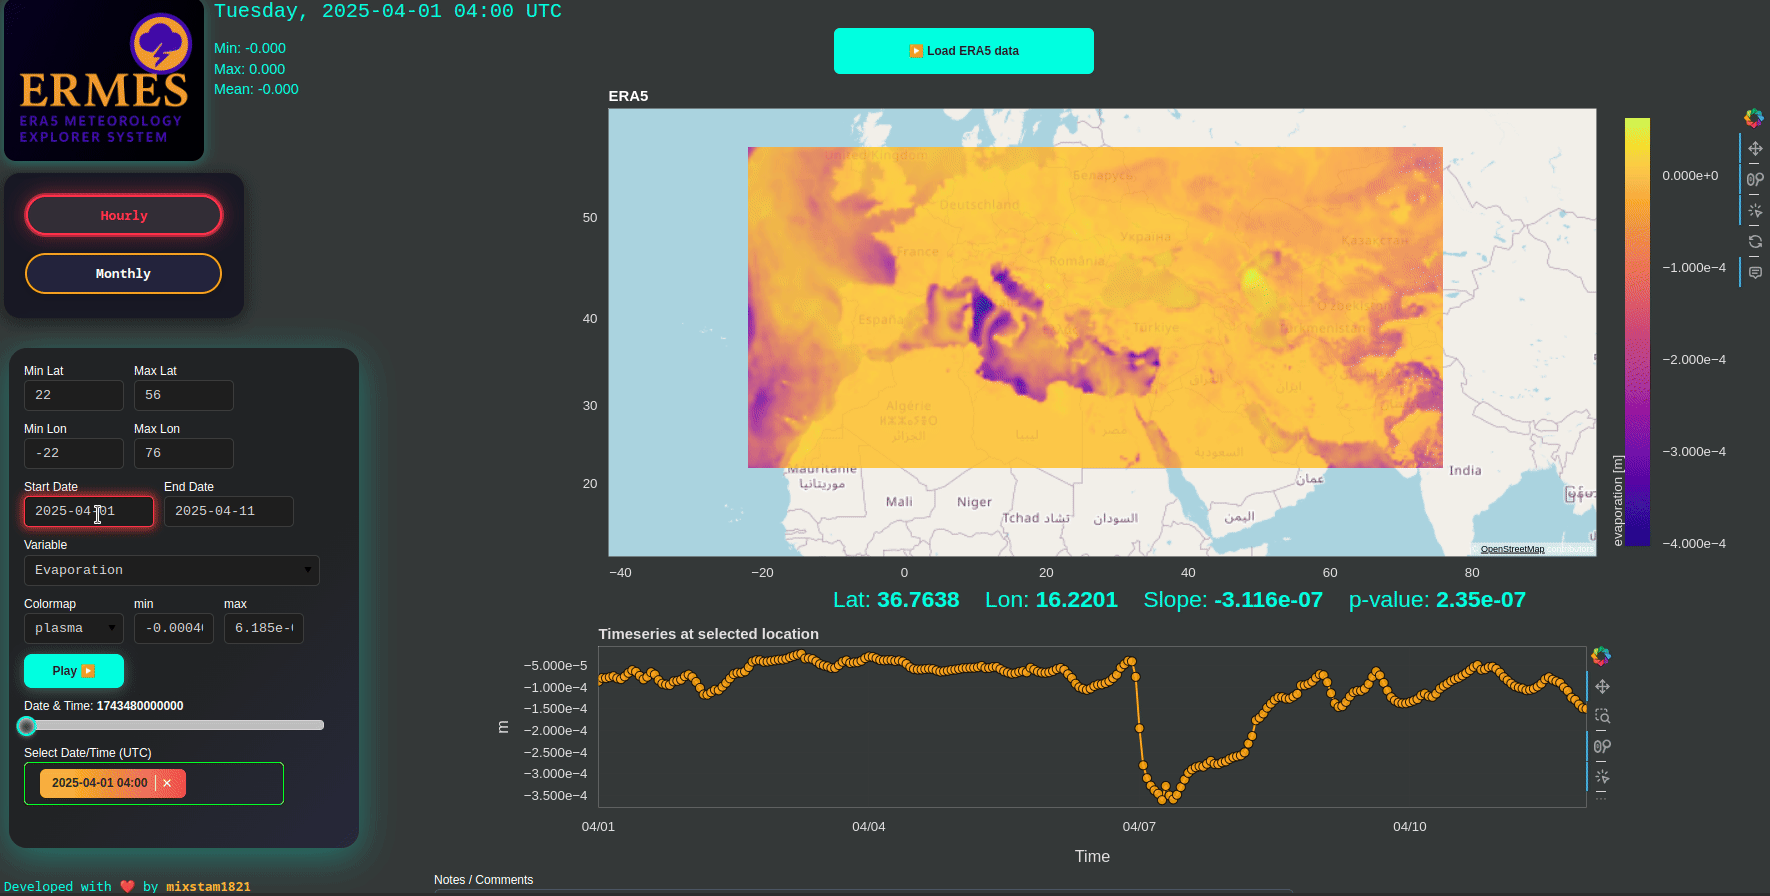 Tuesday, 2025-04-01 04:00 UTC
ERMES
ERA5 METEOROLOGY
EXPLORER SYSTEM
Min: -0.000
Max: 0.000
Mean: -0.000
▶️ Load ERA5 data
Hourly
Monthly
Min Lat
Max Lat
22
56
Min Lon
Max Lon
-22
76
Start Date
End Date
2025-04-01
2025-04-11
Variable
Evaporation
Colormap
min
max
plasma
-0.0004
6.185e-
Play ▶️
Date & Time: 1743480000000
Select Date/Time (UTC)
2025-04-01 04:00 ✕
Developed with ❤️ by mixstam1821
ERA5
50
40
30
20
−40
−20
0
20
40
60
80
United Kingdom
Беларусь
Deutschland
Україна
France
România
Қазақстан
España
Türkiye
Algérie
الجزائر
ليبيا
مصر
السعودية
العراق
ایران
Mauritanie
موريتانيا
Mali
Niger
Tchad تشاد
السودان
اليمن
عمان
India
OpenStreetMap contributors
evaporation [m]
0.000e+0
−1.000e−4
−2.000e−4
−3.000e−4
−4.000e−4
Lat: 36.7638 Lon: 16.2201 Slope: -3.116e-07 p-value: 2.35e-07
Timeseries at selected location
m
−5.000e−5
−1.000e−4
−1.500e−4
−2.000e−4
−2.500e−4
−3.000e−4
−3.500e−4
04/01
04/04
04/07
04/10
Time
Notes / Comments